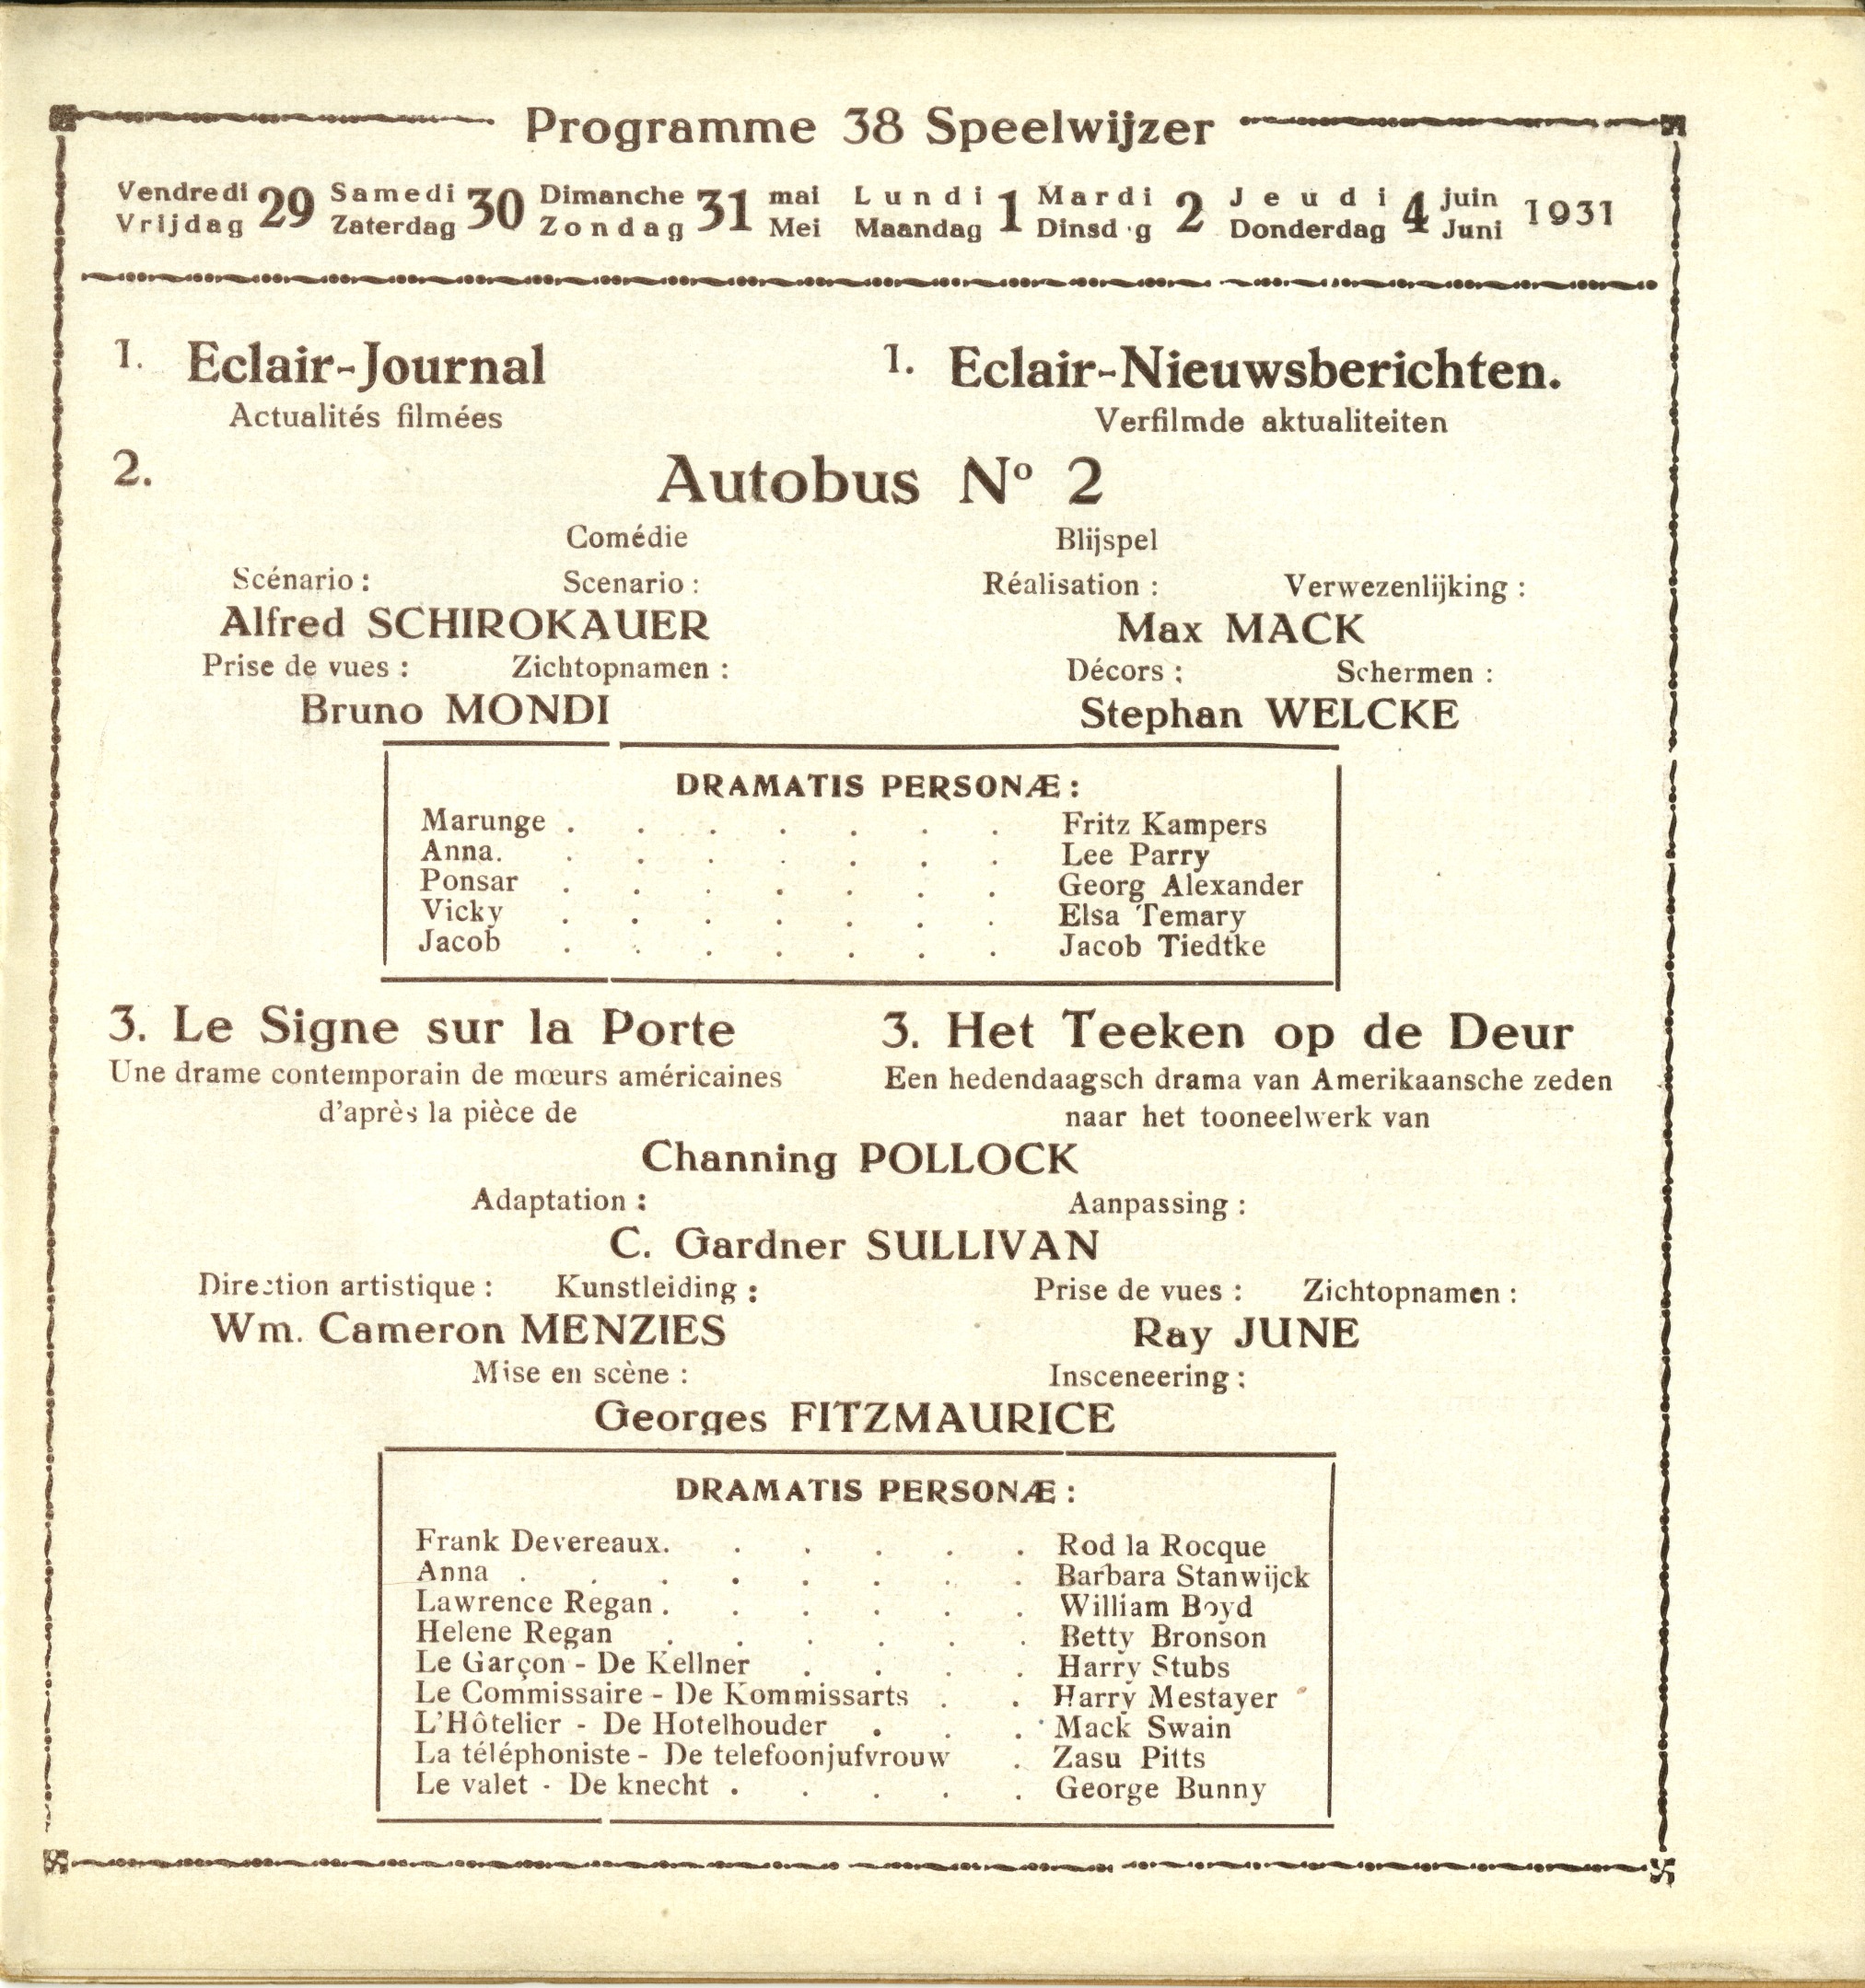 Programme 38 Speelwijzer
Vendredi 29 Samedi 30 Dimanche 31 mai Lundi 1 Mardi 2 Jeudi 4 juin 1931
Vrijdag Zaterdag Zondag Mei Maandag Dinsd g Donderdag Juni
1. Eclair-Journal 1. Eclair-Nieuwsberichten.
Actualités filmées Verfilmde aktualiteiten
2. Autobus No 2
Comédie Blijspel
Scénario : Scenario : Réalisation : Verwezenlijking :
Alfred SCHIROKAUER Max MACK
Prise de vues : Zichtopnamen : Décors : Schermen :
Bruno MONDI Stephan WELCKE
DRAMATIS PERSONÆ :
Marunge . . . . . . . Fritz Kampers
Anna. . . . . . . . Lee Parry
Ponsar . . . . . . . Georg Alexander
Vicky . . . . . . . Elsa Temary
Jacob . . . . . . . Jacob Tiedtke
3. Le Signe sur la Porte 3. Het Teeken op de Deur
Une drame contemporain de mœurs américaines Een hedendaagsch drama van Amerikaansche zeden
d'après la pièce de naar het tooneelwerk van
Channing POLLOCK
Adaptation : Aanpassing :
C. Gardner SULLIVAN
Direction artistique : Kunstleiding : Prise de vues : Zichtopnamen :
Wm. Cameron MENZIES Ray JUNE
Mise en scène : Insceneering :
Georges FITZMAURICE
DRAMATIS PERSONÆ :
Frank Devereaux. . . . . . Rod la Rocque
Anna . . . . . . . . Barbara Stanwijck
Lawrence Regan . . . . . . William Boyd
Helene Regan . . . . . . Betty Bronson
Le Garçon - De Kellner . . . . Harry Stubs
Le Commissaire - De Kommissarts . . Harry Mestayer
L'Hôtelier - De Hotelhouder . . . Mack Swain
La téléphoniste - De telefoonjufvrouw . Zasu Pitts
Le valet - De knecht . . . . . George Bunny